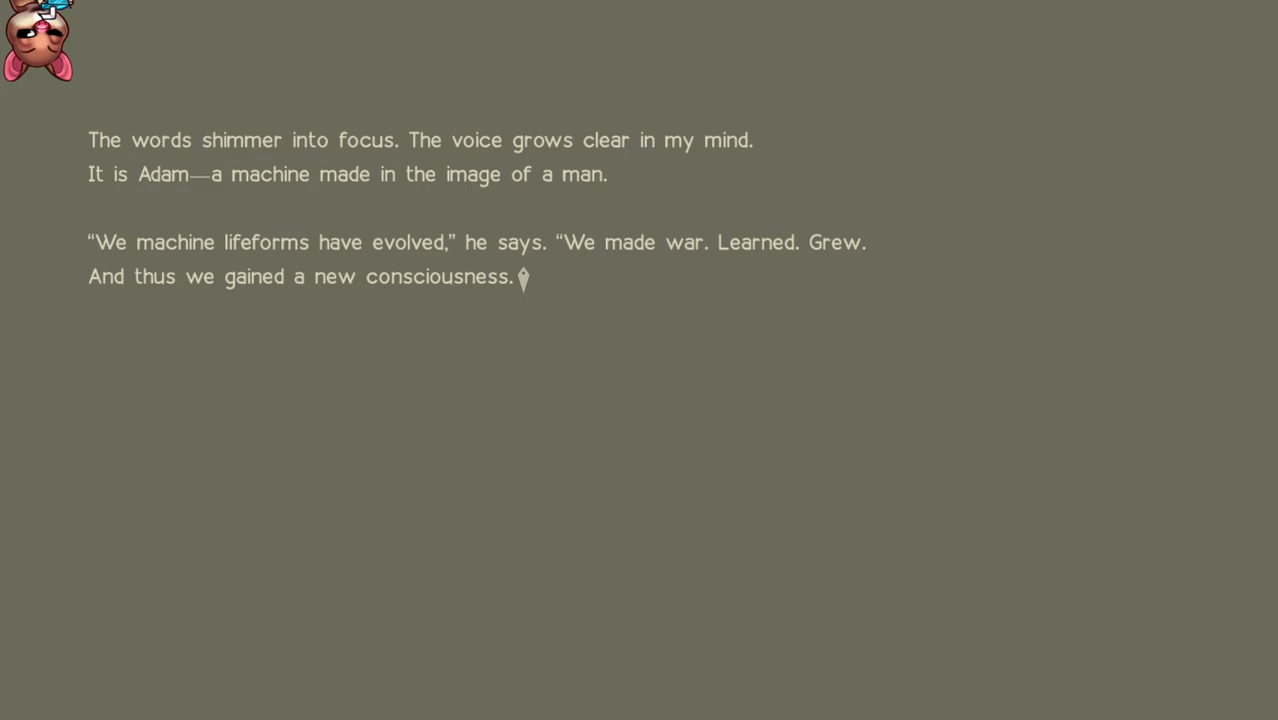 The words shimmer into focus. The voice grows clear in my mind.
It is Adam—a machine made in the image of a man.
“We machine lifeforms have evolved,” he says. “We made war. Learned. Grew.
And thus we gained a new consciousness.